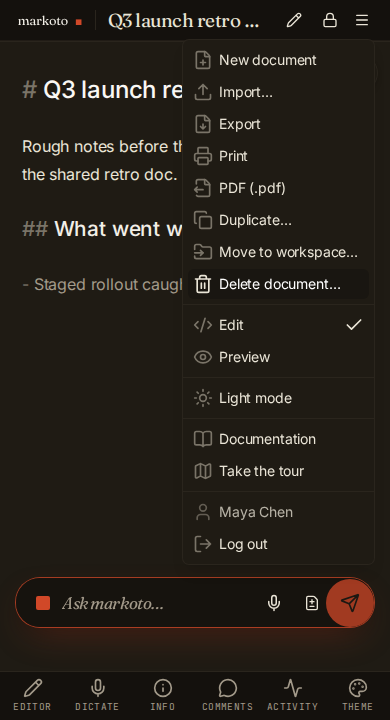 markoto
Q3 launch retro ...
# Q3 launch re
Rough notes before th
the shared retro doc.
## What went w
- Staged rollout caugl
New document
Import...
Export
Print
PDF (.pdf)
Duplicate...
Move to workspace...
Delete document...
Edit
Preview
Light mode
Documentation
Take the tour
Maya Chen
Log out
Ask markoto...
EDITOR
DICTATE
INFO
COMMENTS
ACTIVITY
THEME